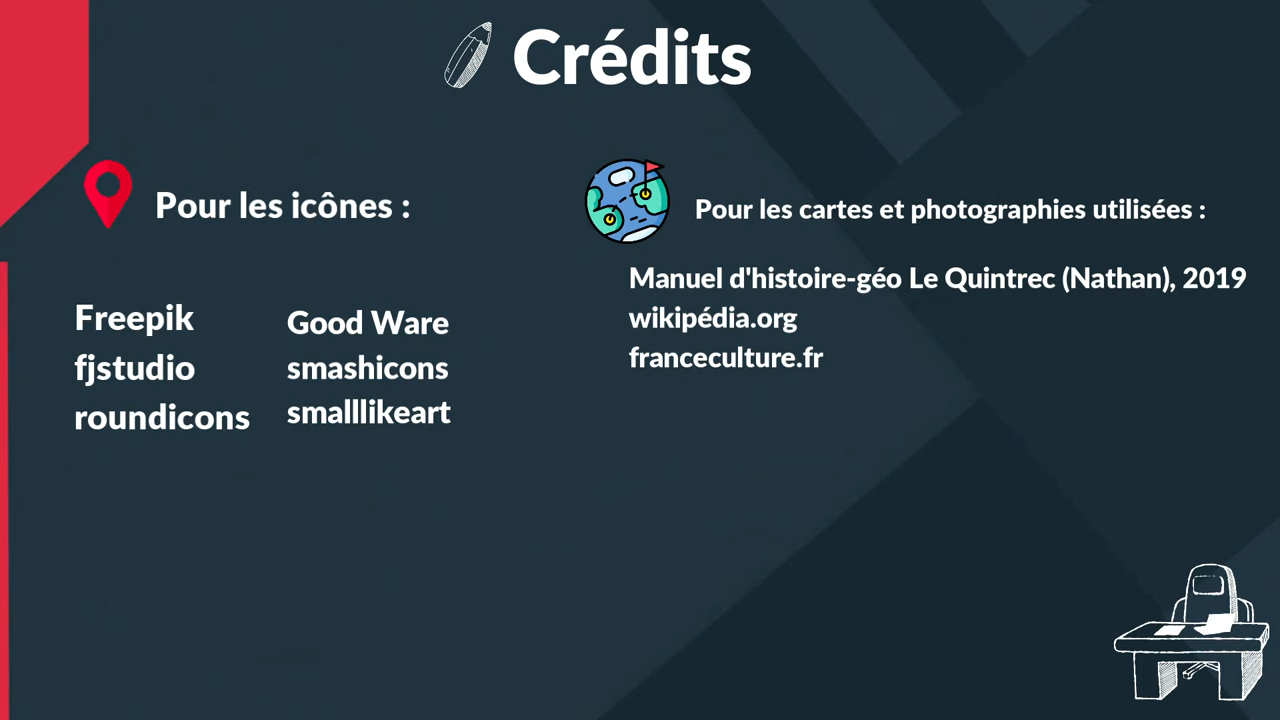 Crédits
Pour les icônes :
Freepik
fjstudio
roundicons
Good Ware
smashicons
smalllikeart
Pour les cartes et photographies utilisées :
Manuel d'histoire-géo Le Quintrec (Nathan), 2019
wikipédia.org
franceculture.fr